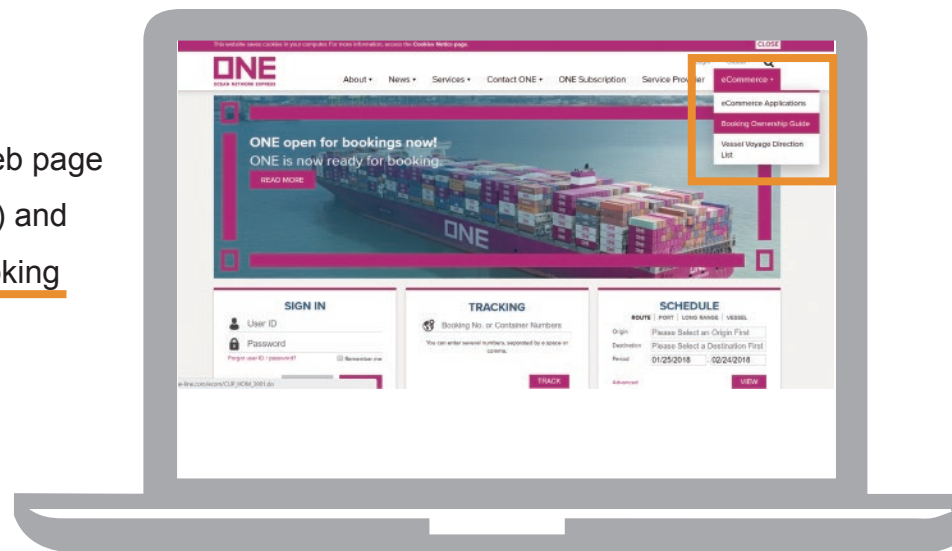 eb page
) and
oking
This website saves cookies in your computer. For more information, access the Cookies Notice page.
CLOSE
ONE
OCEAN NETWORK EXPRESS
Login
About
News
Services
Contact ONE
ONE Subscription
Service Provider
eCommerce
eCommerce Applications
Booking Ownership Guide
Vessel Voyage Direction
List
ONE open for bookings now!
ONE is now ready for booking.
READ MORE
ONE
SIGN IN
User ID
Password
Forgot user ID / password?
Remember me
TRACKING
Booking No. or Container Numbers
You can enter several numbers, separated by a space or
comma.
TRACK
SCHEDULE
ROUTE | PORT | LONG RANGE | VESSEL
Origin Please Select an Origin First
Destination Please Select a Destination First
Period 01/25/2018 - 02/24/2018
Advanced
VIEW